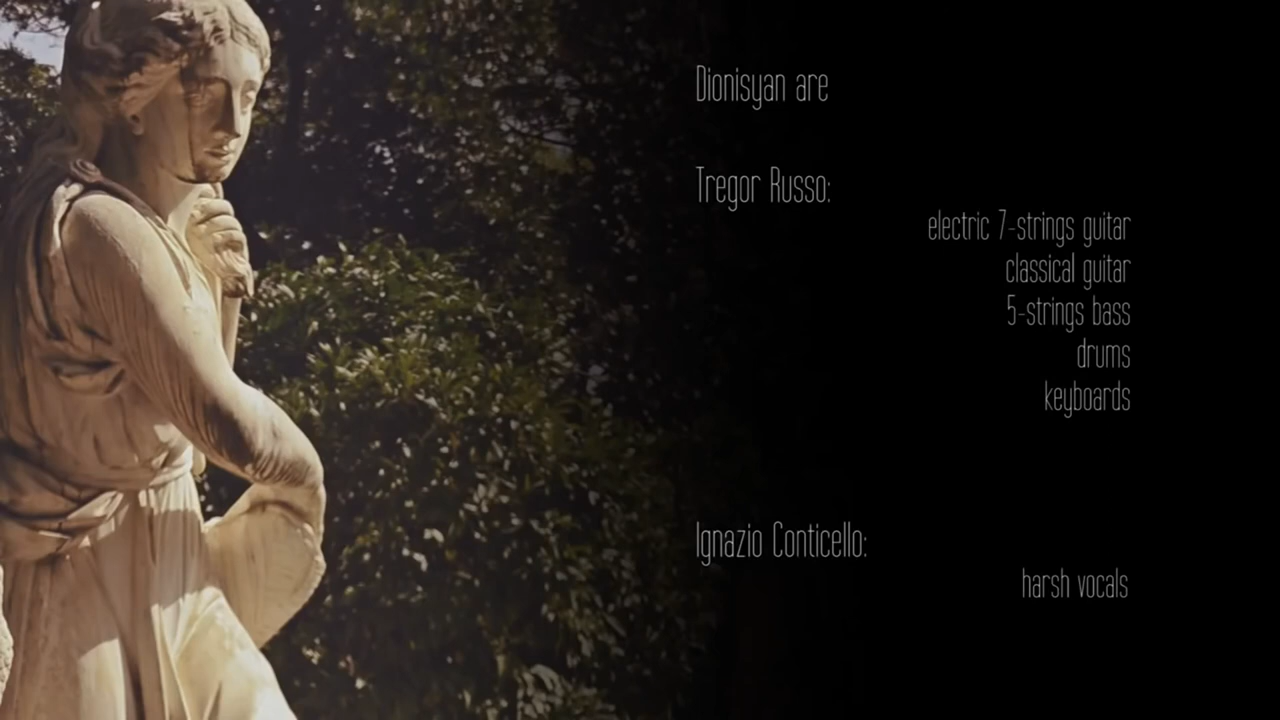 Dionisyan are
Tregor Russo:
electric 7-strings guitar
classical guitar
5-strings bass
drums
keyboards
Ignazio Conticello:
harsh vocals